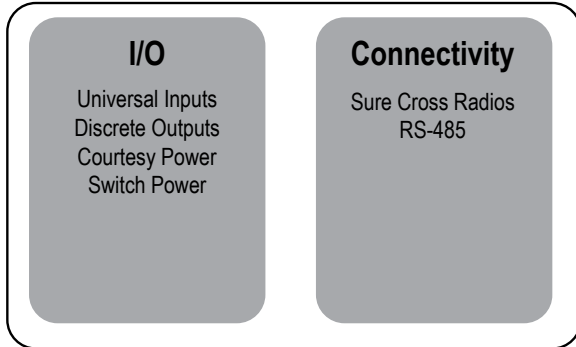 I/O
Universal Inputs
Discrete Outputs
Courtesy Power
Switch Power
Connectivity
Sure Cross Radios
RS-485